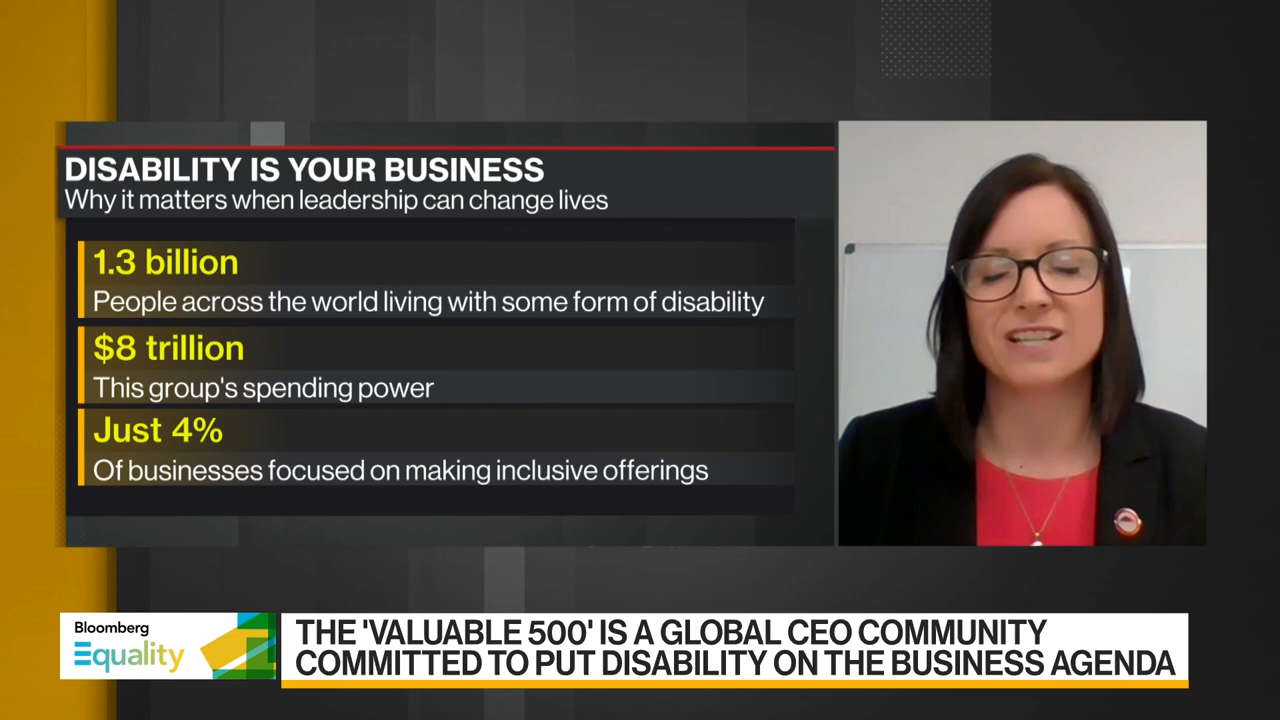 DISABILITY IS YOUR BUSINESS
Why it matters when leadership can change lives
1.3 billion
People across the world living with some form of disability
$8 trillion
This group's spending power
Just 4%
Of businesses focused on making inclusive offerings
Bloomberg
Equality
THE 'VALUABLE 500' IS A GLOBAL CEO COMMUNITY
COMMITTED TO PUT DISABILITY ON THE BUSINESS AGENDA